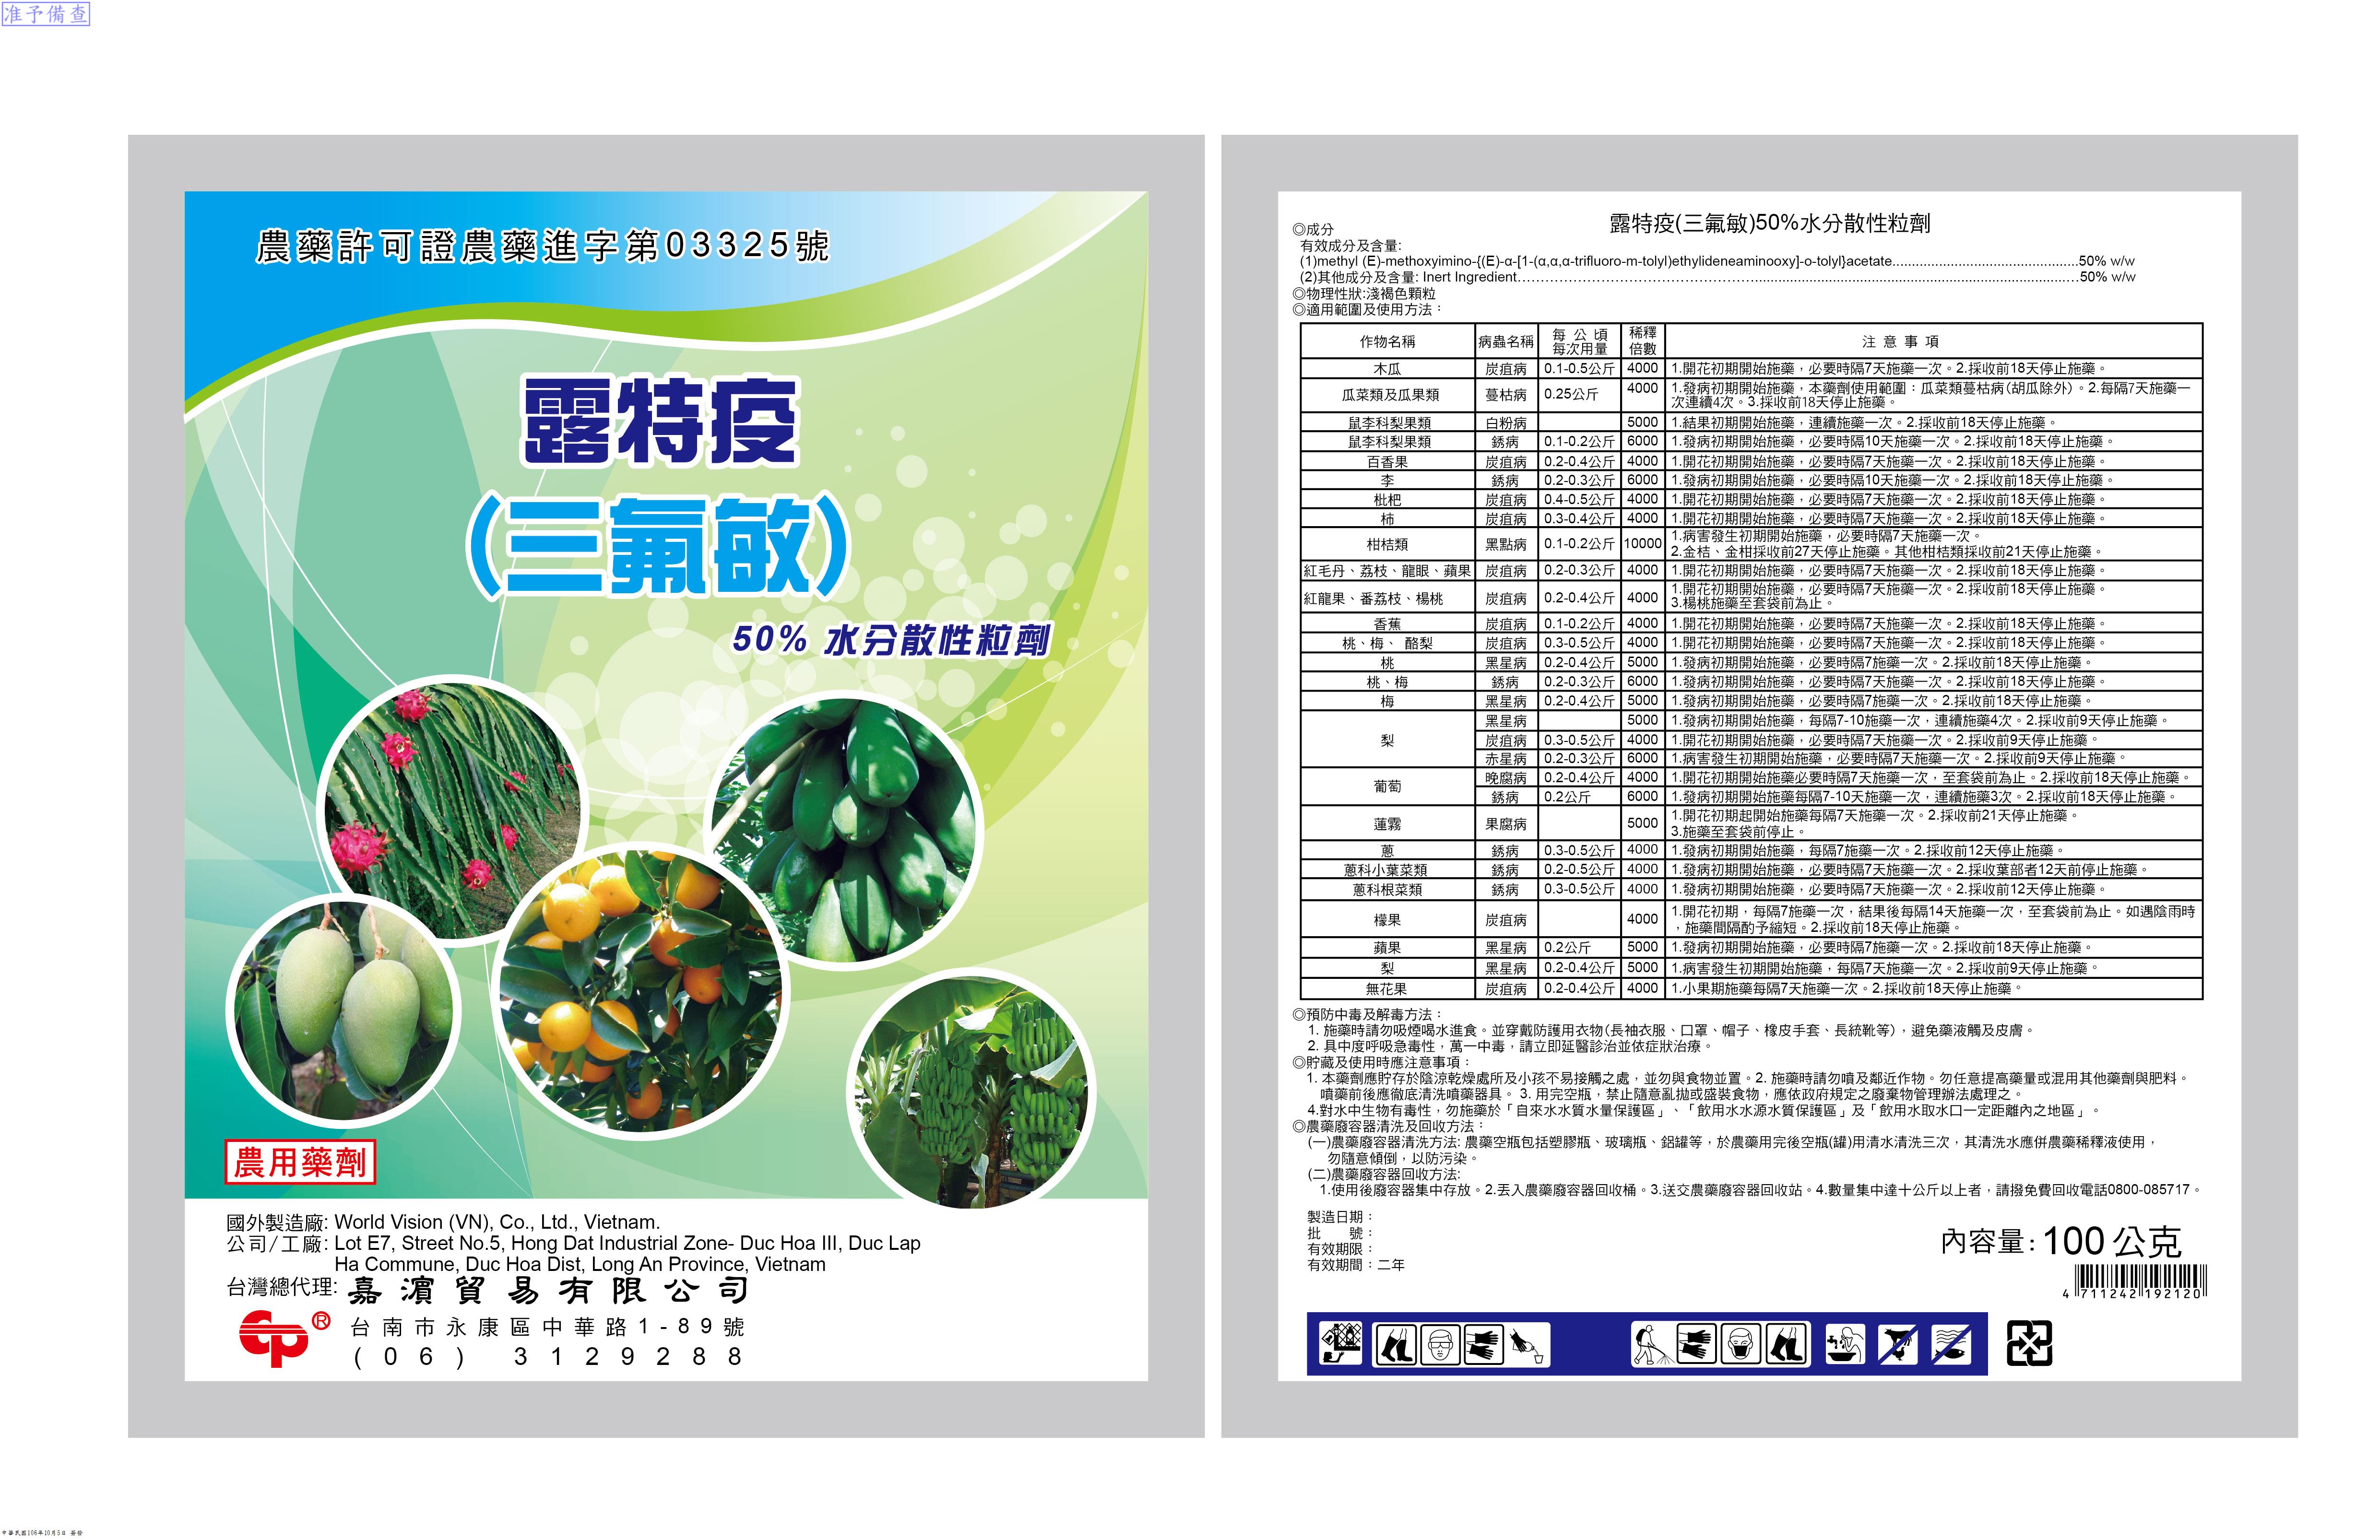 准予備查
農藥許可證農藥進字第03325號
露特疫
(三氟敏)
50% 水分散性粒劑
農用藥劑
國外製造廠: World Vision (VN), Co., Ltd., Vietnam.
公司/工廠: Lot E7, Street No.5, Hong Dat Industrial Zone- Duc Hoa III, Duc Lap
Ha Commune, Duc Hoa Dist, Long An Province, Vietnam
台灣總代理: 嘉濱貿易有限公司
CP® 台南市永康區中華路1-89號
(06) 3129288
露特疫(三氟敏)50%水分散性粒劑
◎成分
有效成分及含量:
(1)methyl (E)-methoxyimino-{(E)-α-[1-(α,α,α-trifluoro-m-tolyl)ethylideneaminooxy]-o-tolyl}acetate................................................50% w/w
(2)其他成分及含量: Inert Ingredient................................................50% w/w
◎物理性狀:淺褐色顆粒
◎適用範圍及使用方法：
作物名稱 病蟲名稱 每公頃每次用量 稀釋倍數 注意事項
木瓜 炭疽病 0.1-0.5公斤 4000 1.開花初期開始施藥，必要時隔7天施藥一次。2.採收前18天停止施藥。
瓜菜類及瓜果類 蔓枯病 0.25公斤 4000 1.發病初期開始施藥，本藥劑使用範圍：瓜菜類蔓枯病(胡瓜除外)。2.每隔7天施藥一
次連續4次。3.採收前18天停止施藥。
鼠李科梨果類 白粉病 5000 1.結果初期開始施藥，連續施藥一次。2.採收前18天停止施藥。
鼠李科梨果類 銹病 0.1-0.2公斤 6000 1.發病初期開始施藥，必要時隔10天施藥一次。2.採收前18天停止施藥。
百香果 炭疽病 0.2-0.4公斤 4000 1.開花初期開始施藥，必要時隔7天施藥一次。2.採收前18天停止施藥。
李 銹病 0.2-0.3公斤 6000 1.發病初期開始施藥，必要時隔10天施藥一次。2.採收前18天停止施藥。
枇杷 炭疽病 0.4-0.5公斤 4000 1.開花初期開始施藥，必要時隔7天施藥一次。2.採收前18天停止施藥。
柿 炭疽病 0.3-0.4公斤 4000 1.開花初期開始施藥，必要時隔7天施藥一次。2.採收前18天停止施藥。
柑桔類 黑點病 0.1-0.2公斤 10000 1.病害發生初期開始施藥，必要時隔7天施藥一次。
2.金桔、金柑採收前27天停止施藥。其他柑桔類採收前21天停止施藥。
紅毛丹、荔枝、龍眼、蘋果 炭疽病 0.2-0.3公斤 4000 1.開花初期開始施藥，必要時隔7天施藥一次。2.採收前18天停止施藥。
紅龍果、番荔枝、楊桃 炭疽病 0.2-0.4公斤 4000 1.開花初期開始施藥，必要時隔7天施藥一次。2.採收前18天停止施藥。
3.楊桃施藥至套袋前為止。
香蕉 炭疽病 0.1-0.2公斤 4000 1.開花初期開始施藥，必要時隔7天施藥一次。2.採收前18天停止施藥。
桃、梅、 酪梨 炭疽病 0.3-0.5公斤 4000 1.開花初期開始施藥，必要時隔7天施藥一次。2.採收前18天停止施藥。
桃 黑星病 0.2-0.4公斤 5000 1.發病初期開始施藥，必要時隔7施藥一次。2.採收前18天停止施藥。
桃、梅 銹病 0.2-0.3公斤 6000 1.發病初期開始施藥，必要時隔7天施藥一次。2.採收前18天停止施藥。
梅 黑星病 0.2-0.4公斤 5000 1.發病初期開始施藥，必要時隔7施藥一次。2.採收前18天停止施藥。
梨 黑星病 5000 1.發病初期開始施藥，每隔7-10施藥一次，連續施藥4次。2.採收前9天停止施藥。
炭疽病 0.3-0.5公斤 4000 1.開花初期開始施藥，必要時隔7天施藥一次。2.採收前9天停止施藥。
赤星病 0.2-0.3公斤 6000 1.病害發生初期開始施藥，必要時隔7天施藥一次。2.採收前9天停止施藥。
葡萄 晚腐病 0.2-0.4公斤 4000 1.開花初期開始施藥必要時隔7天施藥一次，至套袋前為止。2.採收前18天停止施藥。
銹病 0.2公斤 6000 1.發病初期開始施藥每隔7-10天施藥一次，連續施藥3次。2.採收前18天停止施藥。
蓮霧 果腐病 5000 1.開花初期起開始施藥每隔7天施藥一次。2.採收前21天停止施藥。
3.施藥至套袋前停止。
蔥 銹病 0.3-0.5公斤 4000 1.發病初期開始施藥，每隔7施藥一次。2.採收前12天停止施藥。
蔥科小葉菜類 銹病 0.2-0.5公斤 4000 1.發病初期開始施藥，必要時隔7天施藥一次。2.採收葉部者12天前停止施藥。
蔥科根菜類 銹病 0.3-0.5公斤 4000 1.發病初期開始施藥，必要時隔7天施藥一次。2.採收前12天停止施藥。
檬果 炭疽病 4000 1.開花初期，每隔7施藥一次，結果後每隔14天施藥一次，至套袋前為止。如遇陰雨時
，施藥間隔酌予縮短。2.採收前18天停止施藥。
蘋果 黑星病 0.2公斤 5000 1.發病初期開始施藥，必要時隔7施藥一次。2.採收前18天停止施藥。
梨 黑星病 0.2-0.4公斤 5000 1.病害發生初期開始施藥，每隔7天施藥一次。2.採收前9天停止施藥。
無花果 炭疽病 0.2-0.4公斤 4000 1.小果期施藥每隔7天施藥一次。2.採收前18天停止施藥。
◎預防中毒及解毒方法：
1. 施藥時請勿吸煙喝水進食。並穿戴防護用衣物(長袖衣服、口罩、帽子、橡皮手套、長統靴等)，避免藥液觸及皮膚。
2. 具中度呼吸急毒性，萬一中毒，請立即延醫診治並依症狀治療。
◎貯藏及使用時應注意事項：
1. 本藥劑應貯存於陰涼乾燥處所及小孩不易接觸之處，並勿與食物並置。2. 施藥時請勿噴及鄰近作物。勿任意提高藥量或混用其他藥劑與肥料。
噴藥前後應徹底清洗噴藥器具。 3. 用完空瓶，禁止隨意亂拋或盛裝食物，應依政府規定之廢棄物管理辦法處理之。
4.對水中生物有毒性，勿施藥於「自來水水質水量保護區」、「飲用水水源水質保護區」及「飲用水取水口一定距離內之地區」。
◎農藥廢容器清洗及回收方法：
(一)農藥廢容器清洗方法: 農藥空瓶包括塑膠瓶、玻璃瓶、鋁罐等，於農藥用完後空瓶(罐)用清水清洗三次，其清洗水應併農藥稀釋液使用，
勿隨意傾倒，以防污染。
(二)農藥廢容器回收方法:
1.使用後廢容器集中存放。2.丟入農藥廢容器回收桶。3.送交農藥廢容器回收站。4.數量集中達十公斤以上者，請撥免費回收電話0800-085717。
製造日期：
批 號：
有效期限：
有效期間：二年
內容量: 100 公克
4 711242 192120
中華民國106年10月5日 簽發